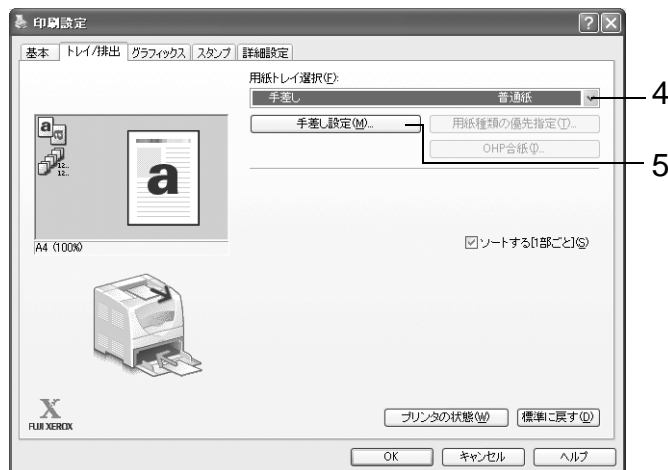 印刷設定
基本 トレイ/排出 グラフィックス スタンプ 詳細設定
用紙トレイ選択(F):
手差し 普通紙
4
手差し設定(M)... 用紙種類の優先指定(T)...
OHP合紙(I)...
5
a
a
12..
12..
a
A4 (100%)
ソートする[1部ごと](S)
X
FUJI XEROX
プリンタの状態(W) 標準に戻す(D)
OK キャンセル ヘルプ